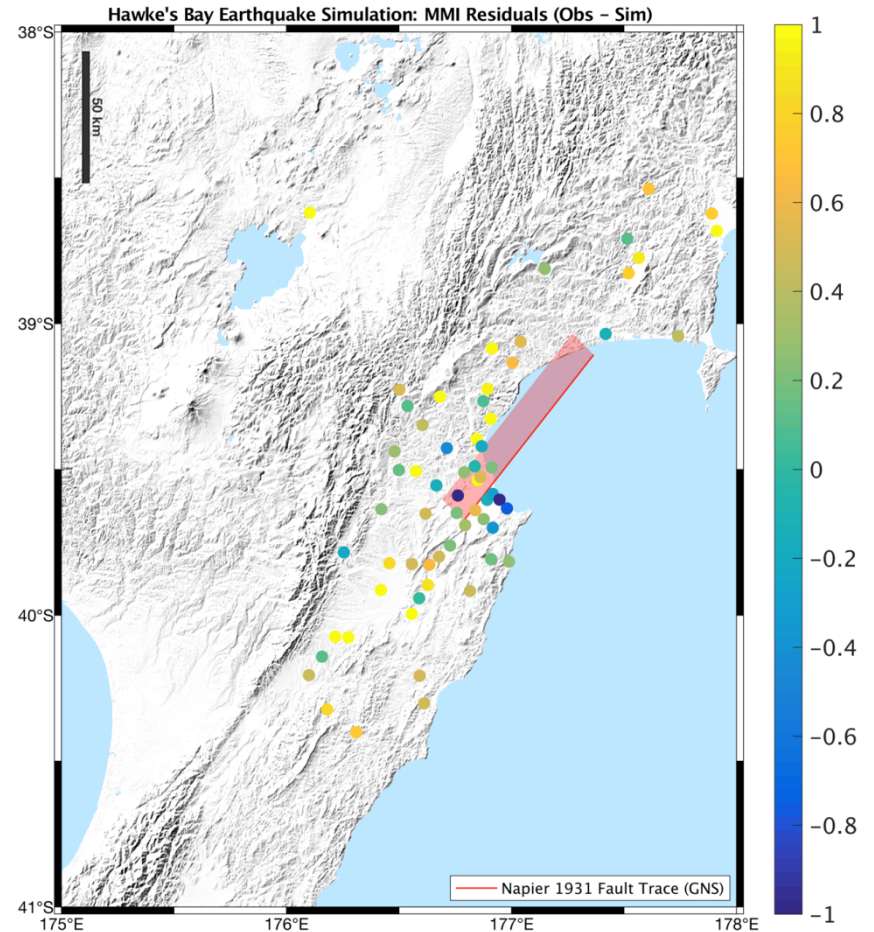 Hawke's Bay Earthquake Simulation: MMI Residuals (Obs – Sim)
38°S
39°S
40°S
41°S
50 km
175°E
176°E
177°E
178°E
Napier 1931 Fault Trace (GNS)
1
0.8
0.6
0.4
0.2
0
−0.2
−0.4
−0.6
−0.8
−1